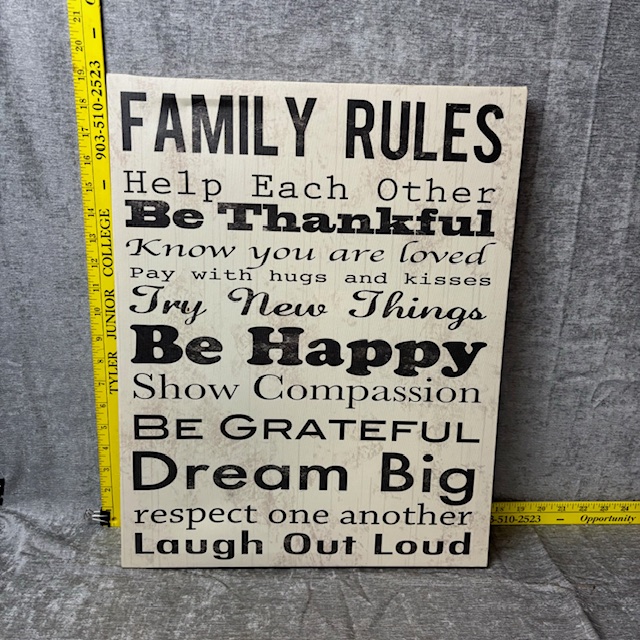 FAMILY RULES
Help Each Other
Be Thankful
Know you are loved
Pay with hugs and kisses
Try New Things
Be Happy
Show Compassion
BE GRATEFUL
Dream Big
respect one another
Laugh Out Loud
TYLER JUNIOR COLLEGE – 903-510-2523 –
-510-2523 – Opportunity